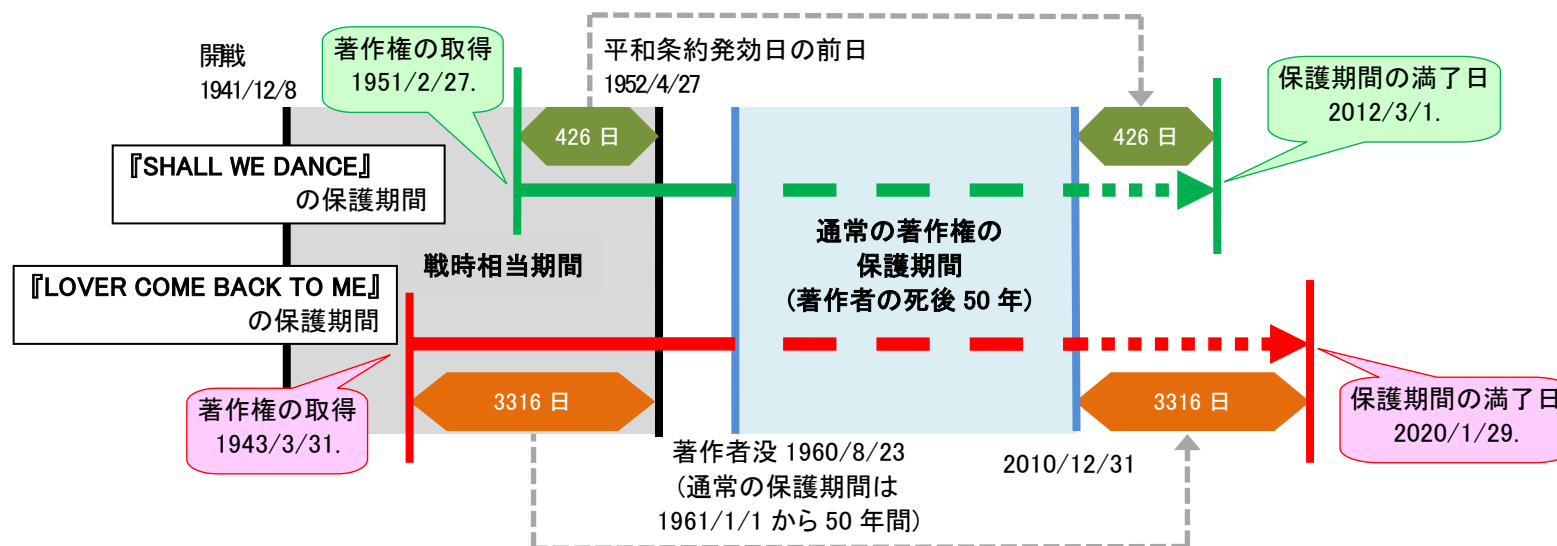 開戦
1941/12/8
著作権の取得
1951/2/27.
平和条約発効日の前日
1952/4/27
保護期間の満了日
2012/3/1.
426 日
426 日
『SHALL WE DANCE』
の保護期間
戦時相当期間
通常の著作権の
保護期間
(著作者の死後 50 年)
『LOVER COME BACK TO ME』
の保護期間
著作権の取得
1943/3/31.
3316 日
3316 日
保護期間の満了日
2020/1/29.
著作者没 1960/8/23
(通常の保護期間は
1961/1/1 から 50 年間)
2010/12/31